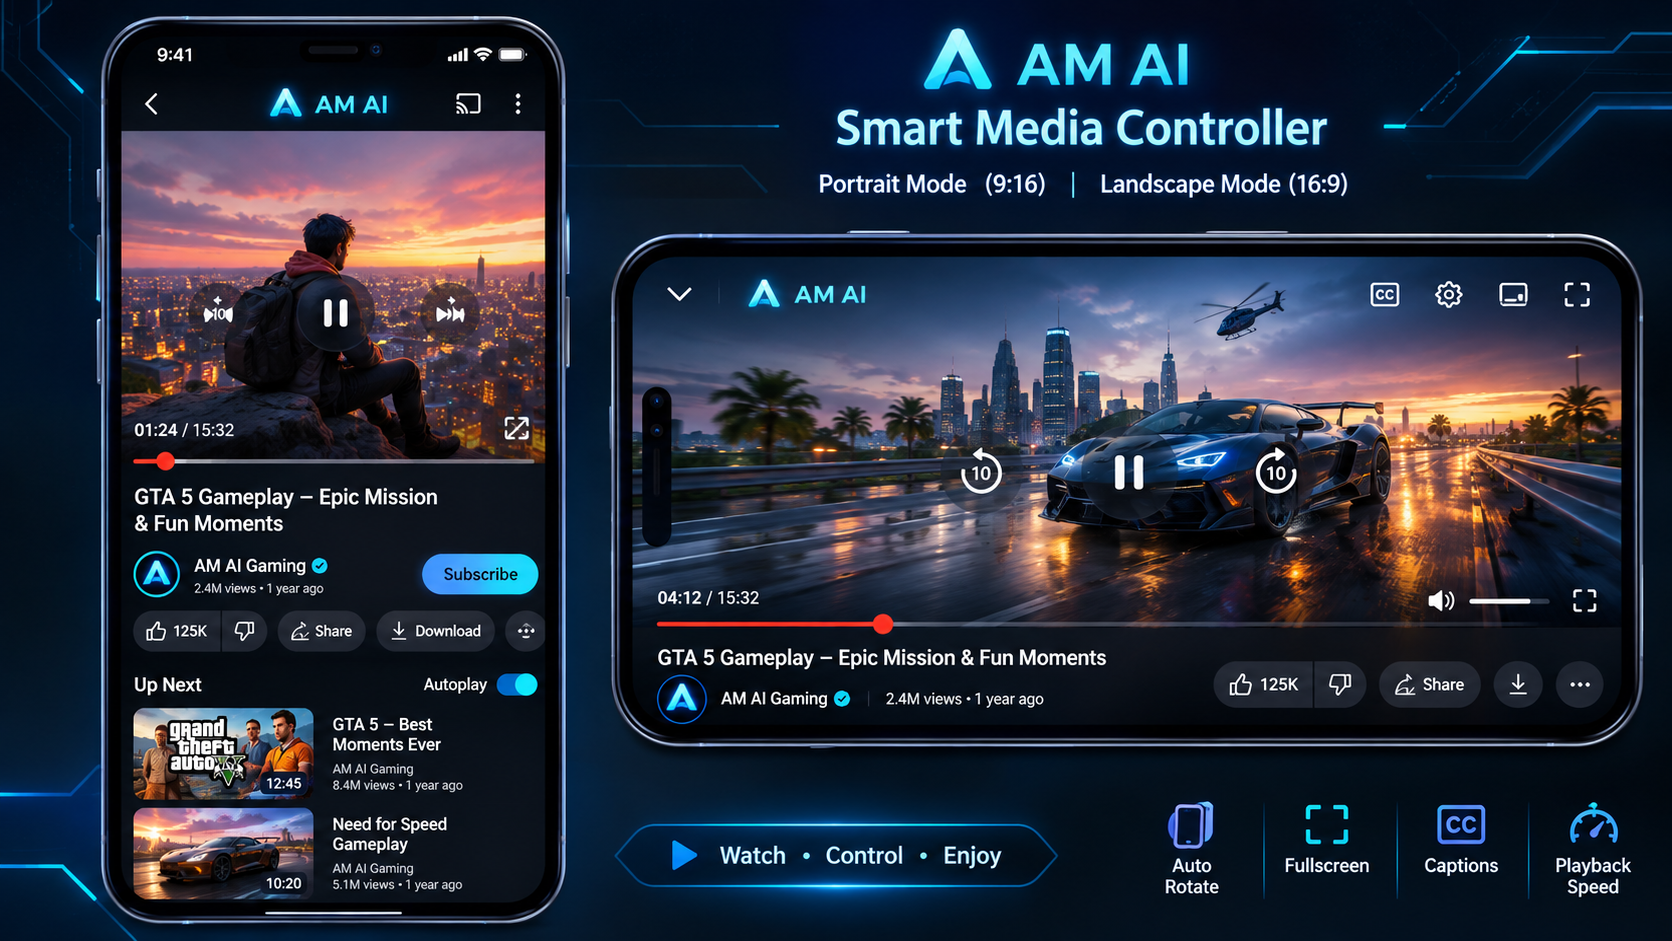 9:41
AM AI
10
01:24 / 15:32
GTA 5 Gameplay – Epic Mission
& Fun Moments
AM AI Gaming
2.4M views • 1 year ago
Subscribe
125K
Share
Download
Up Next
Autoplay
grand
theft
auto V
12:45
GTA 5 – Best
Moments Ever
AM AI Gaming
8.4M views • 1 year ago
10:20
Need for Speed
Gameplay
AM AI Gaming
5.1M views • 1 year ago
AM AI
Smart Media Controller
Portrait Mode (9:16) | Landscape Mode (16:9)
AM AI
CC
10
10
04:12 / 15:32
GTA 5 Gameplay – Epic Mission & Fun Moments
AM AI Gaming
2.4M views • 1 year ago
125K
Share
Watch • Control • Enjoy
Auto
Rotate
Fullscreen
CC
Captions
Playback
Speed